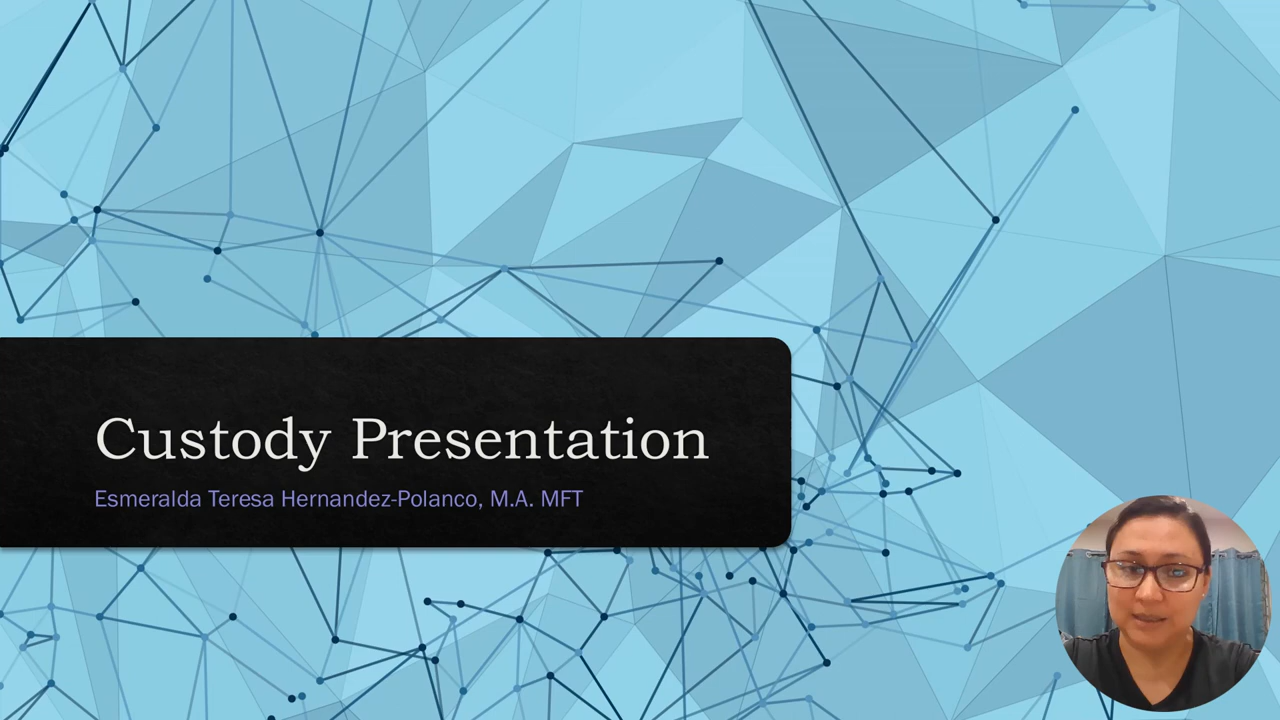 Custody Presentation
Esmeralda Teresa Hernandez-Polanco, M.A. MFT